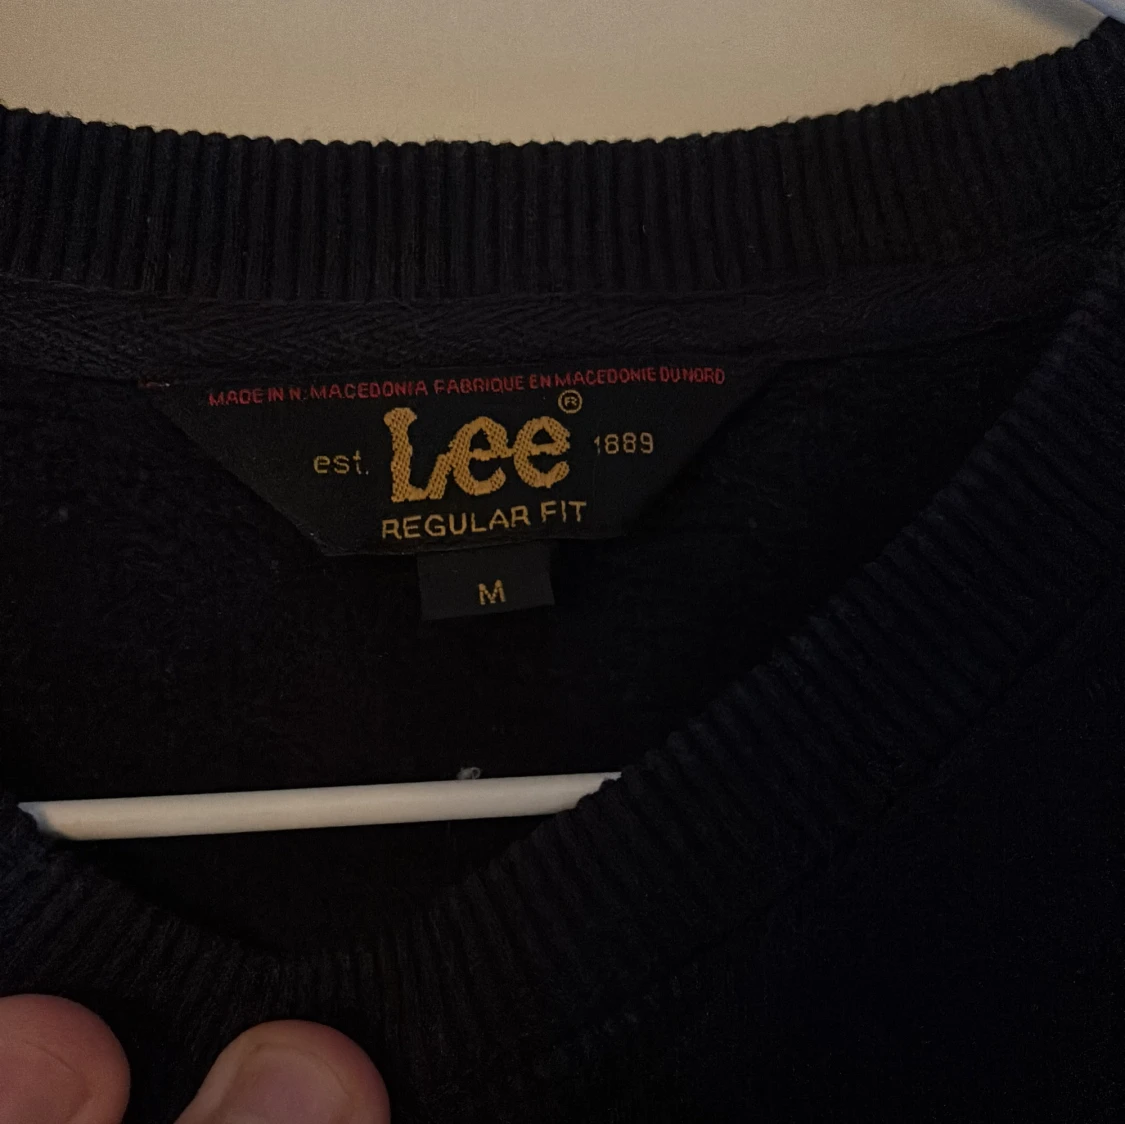 MADE IN N. MACEDONIA FABRIQUE EN MACEDONIE DU NORD
est. Lee® 1889
REGULAR FIT
M